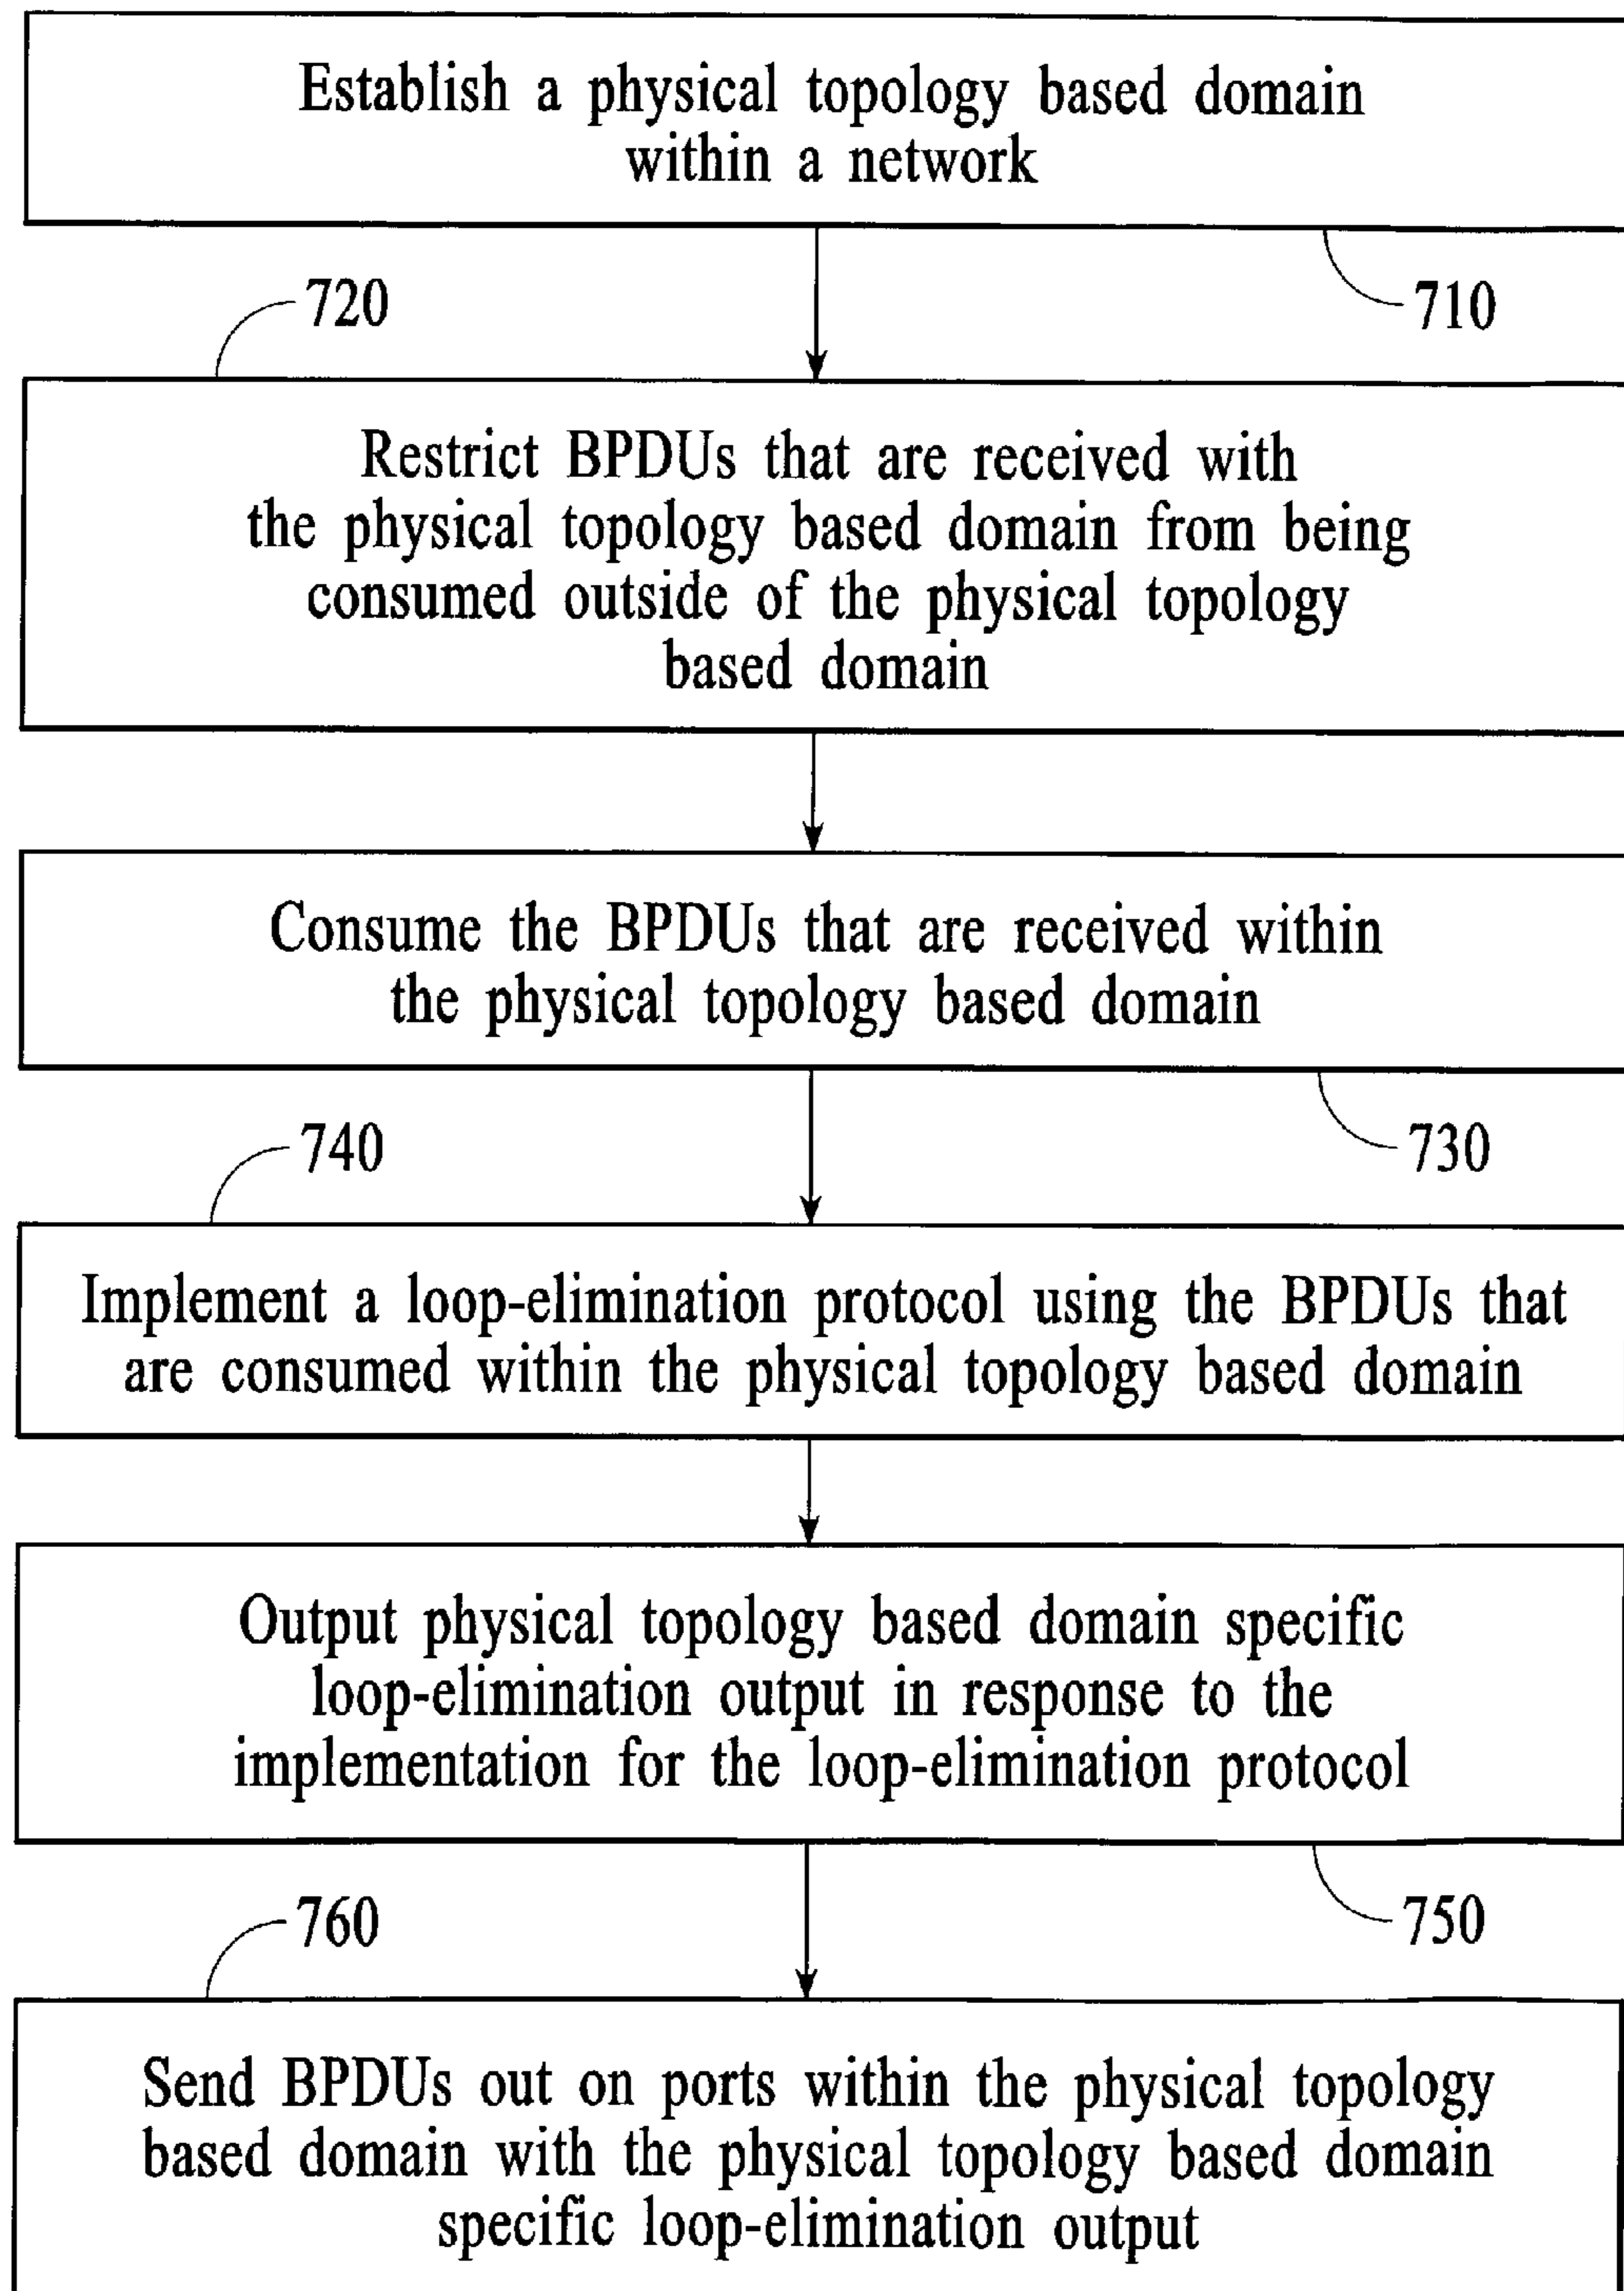 Establish a physical topology based domain
within a network
710
720
Restrict BPDUs that are received with
the physical topology based domain from being
consumed outside of the physical topology
based domain
Consume the BPDUs that are received within
the physical topology based domain
730
740
Implement a loop-elimination protocol using the BPDUs that
are consumed within the physical topology based domain
Output physical topology based domain specific
loop-elimination output in response to the
implementation for the loop-elimination protocol
750
760
Send BPDUs out on ports within the physical topology
based domain with the physical topology based domain
specific loop-elimination output